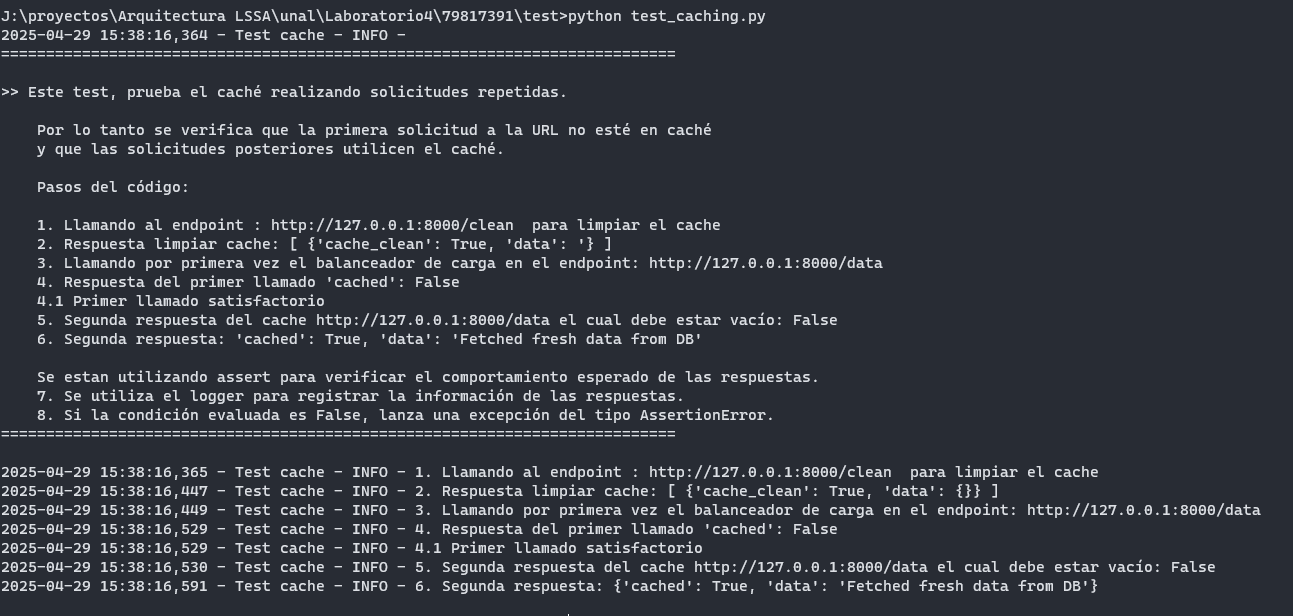 J:\proyectos\Arquitectura LSSA\unal\Laboratorio4\79817391\test>python test_caching.py
2025-04-29 15:38:16,364 - Test cache - INFO -
===========================================================================
>> Este test, prueba el caché realizando solicitudes repetidas.
Por lo tanto se verifica que la primera solicitud a la URL no esté en caché
y que las solicitudes posteriores utilicen el caché.
Pasos del código:
1. Llamando al endpoint : http://127.0.0.1:8000/clean  para limpiar el cache
2. Respuesta limpiar cache: [ {'cache_clean': True, 'data': '} ]
3. Llamando por primera vez el balanceador de carga en el endpoint: http://127.0.0.1:8000/data
4. Respuesta del primer llamado 'cached': False
4.1 Primer llamado satisfactorio
5. Segunda respuesta del cache http://127.0.0.1:8000/data el cual debe estar vacío: False
6. Segunda respuesta: 'cached': True, 'data': 'Fetched fresh data from DB'
Se estan utilizando assert para verificar el comportamiento esperado de las respuestas.
7. Se utiliza el logger para registrar la información de las respuestas.
8. Si la condición evaluada es False, lanza una excepción del tipo AssertionError.
===========================================================================
2025-04-29 15:38:16,365 - Test cache - INFO - 1. Llamando al endpoint : http://127.0.0.1:8000/clean  para limpiar el cache
2025-04-29 15:38:16,447 - Test cache - INFO - 2. Respuesta limpiar cache: [ {'cache_clean': True, 'data': {}} ]
2025-04-29 15:38:16,449 - Test cache - INFO - 3. Llamando por primera vez el balanceador de carga en el endpoint: http://127.0.0.1:8000/data
2025-04-29 15:38:16,529 - Test cache - INFO - 4. Respuesta del primer llamado 'cached': False
2025-04-29 15:38:16,529 - Test cache - INFO - 4.1 Primer llamado satisfactorio
2025-04-29 15:38:16,530 - Test cache - INFO - 5. Segunda respuesta del cache http://127.0.0.1:8000/data el cual debe estar vacío: False
2025-04-29 15:38:16,591 - Test cache - INFO - 6. Segunda respuesta: {'cached': True, 'data': 'Fetched fresh data from DB'}